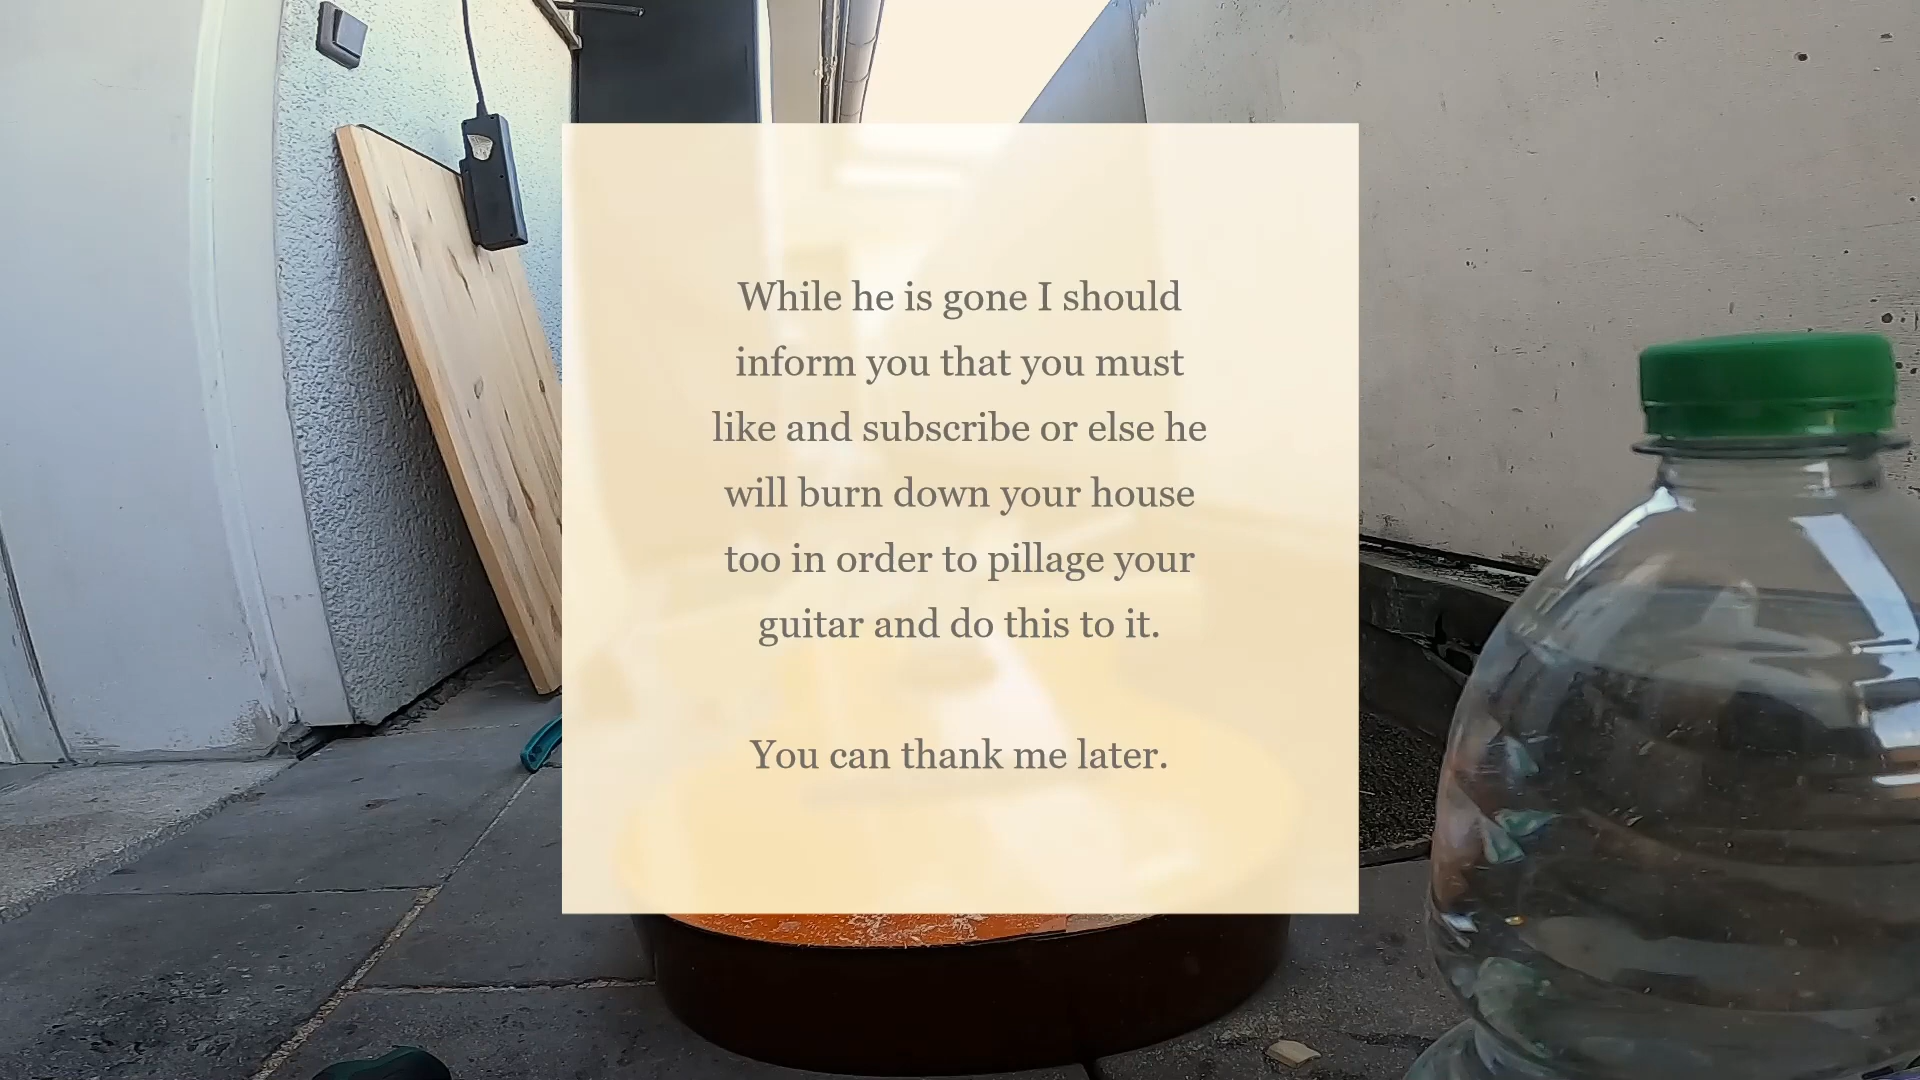 While he is gone I should
inform you that you must
like and subscribe or else he
will burn down your house
too in order to pillage your
guitar and do this to it.
You can thank me later.